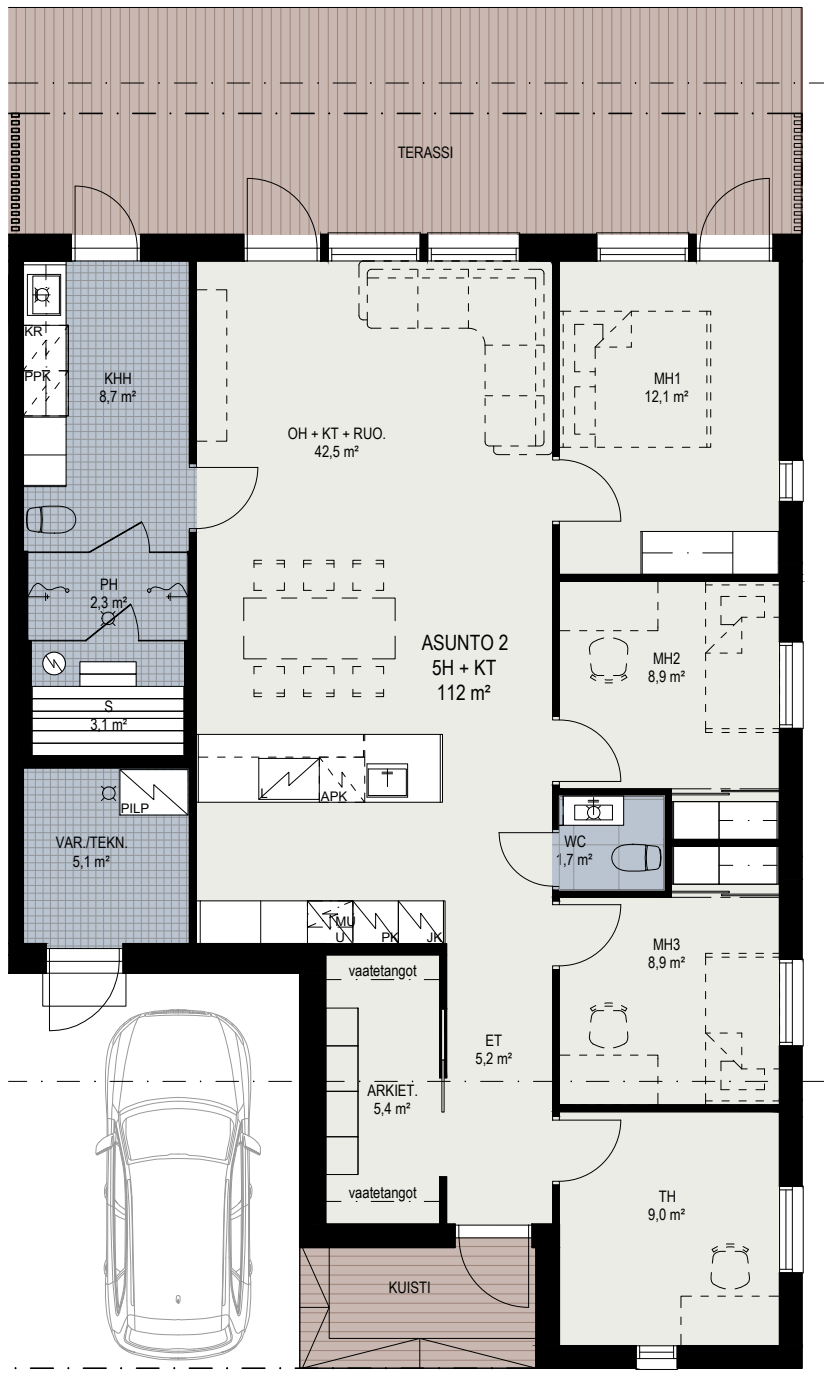 TERASSI
KR
PPK
KHH
8,7 m²
MH1
12,1 m²
OH + KT + RUO.
42,5 m²
PH
2,3 m²
ASUNTO 2
5H + KT
112 m²
MH2
8,9 m²
S
3,1 m²
APK
PILP
VAR./TEKN.
5,1 m²
WC
1,7 m²
MU
U
PK
JK
MH3
8,9 m²
vaatetangot
ET
5,2 m²
ARKIET.
5,4 m²
vaatetangot
TH
9,0 m²
KUISTI